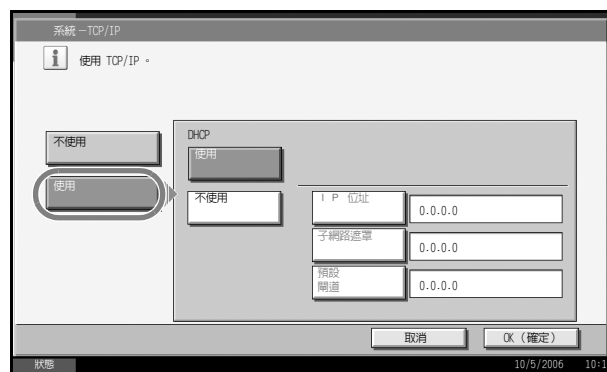 系統－TCP/IP
使用 TCP/IP。
不使用
使用
DHCP
使用
不使用
IP 位址
0.0.0.0
子網路遮罩
0.0.0.0
預設
閘道
0.0.0.0
取消
OK（確定）
狀態
10/5/2006 10:1